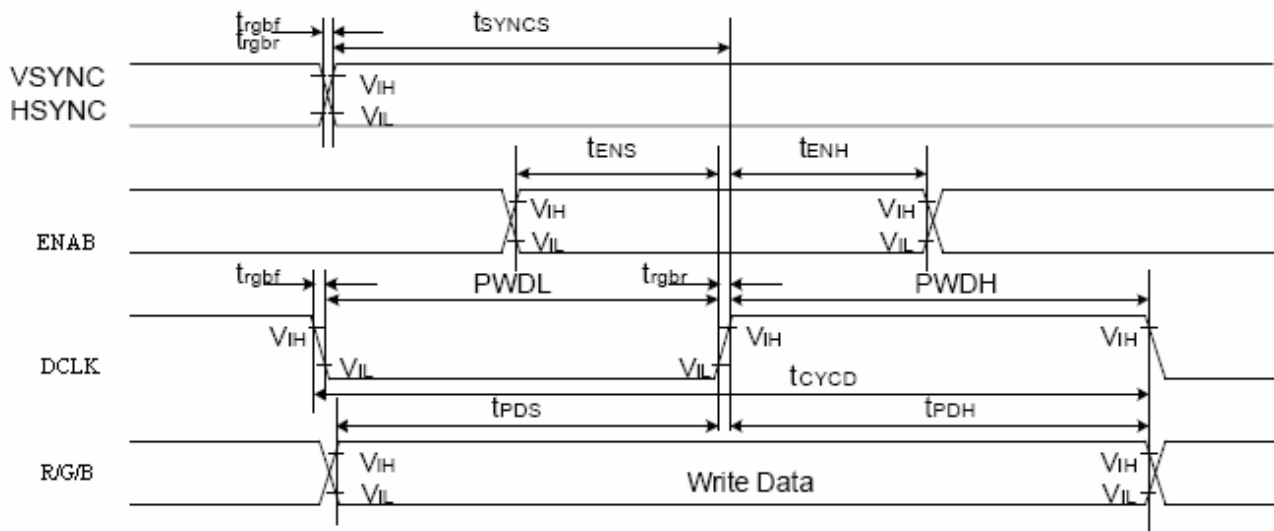 trgbf
trgbr
tSYNCS
VSYNC
HSYNC
VIH
VIL
tENS
tENH
ENAB
VIH
VIL
VIH
VIL
trgbf
PWDL
trgbr
PWDH
DCLK
VIH
VIL
VIL
VIH
VIH
tCYCD
tPDS
tPDH
R/G/B
VIH
VIL
Write Data
VIH
VIL